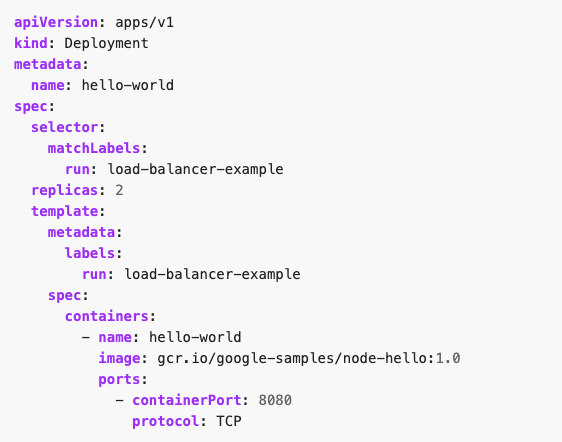 apiVersion: apps/v1
kind: Deployment
metadata:
  name: hello-world
spec:
  selector:
    matchLabels:
      run: load-balancer-example
  replicas: 2
  template:
    metadata:
      labels:
        run: load-balancer-example
    spec:
      containers:
        - name: hello-world
          image: gcr.io/google-samples/node-hello:1.0
          ports:
            - containerPort: 8080
              protocol: TCP